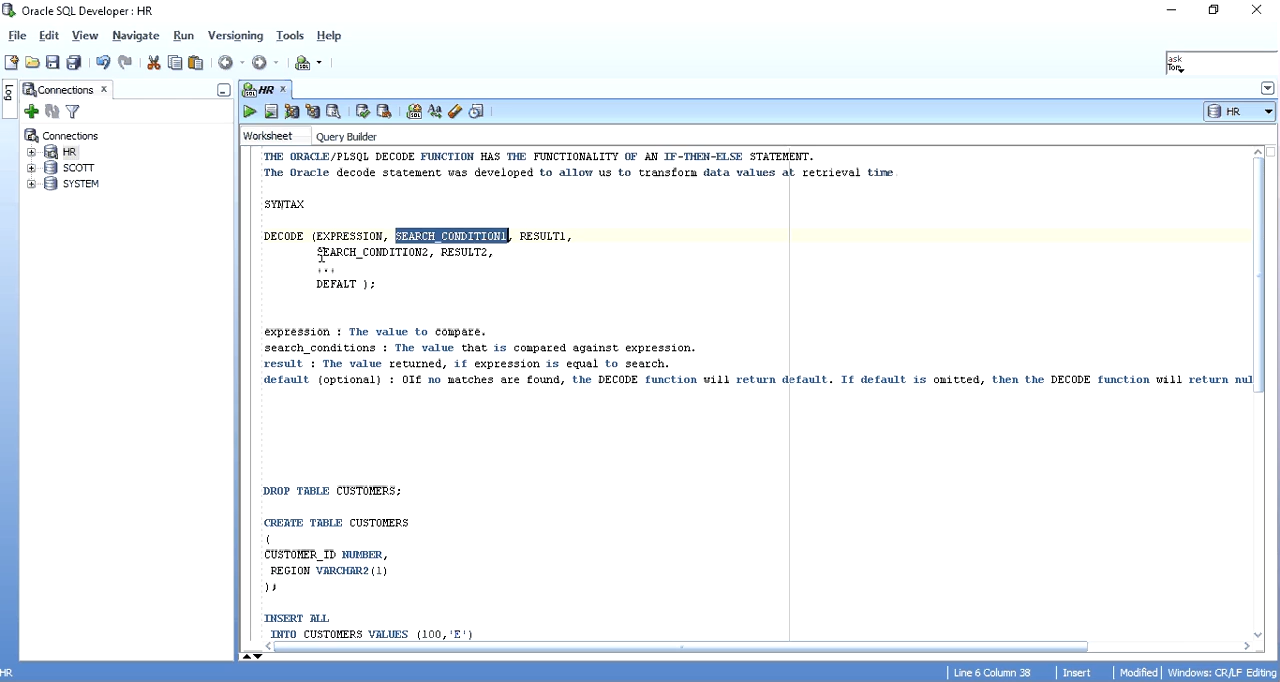 Oracle SQL Developer : HR
File Edit View Navigate Run Versioning Tools Help
ask
Tom
Log
Connections
HR
HR
Worksheet Query Builder
Connections
HR
SCOTT
SYSTEM
THE ORACLE/PLSQL DECODE FUNCTION HAS THE FUNCTIONALITY OF AN IF-THEN-ELSE STATEMENT.
The Oracle decode statement was developed to allow us to transform data values at retrieval time.
SYNTAX
DECODE (EXPRESSION, SEARCH_CONDITION1, RESULT1,
SEARCH_CONDITION2, RESULT2,
...
DEFALT );
expression : The value to compare.
search_conditions : The value that is compared against expression.
result : The value returned, if expression is equal to search.
default (optional) : OIf no matches are found, the DECODE function will return default. If default is omitted, then the DECODE function will return nul
DROP TABLE CUSTOMERS;
CREATE TABLE CUSTOMERS
(
CUSTOMER_ID NUMBER,
REGION VARCHAR2(1)
);
INSERT ALL
INTO CUSTOMERS VALUES (100,'E')
HR
Line 6 Column 38 Insert Modified Windows: CR/LF Editing